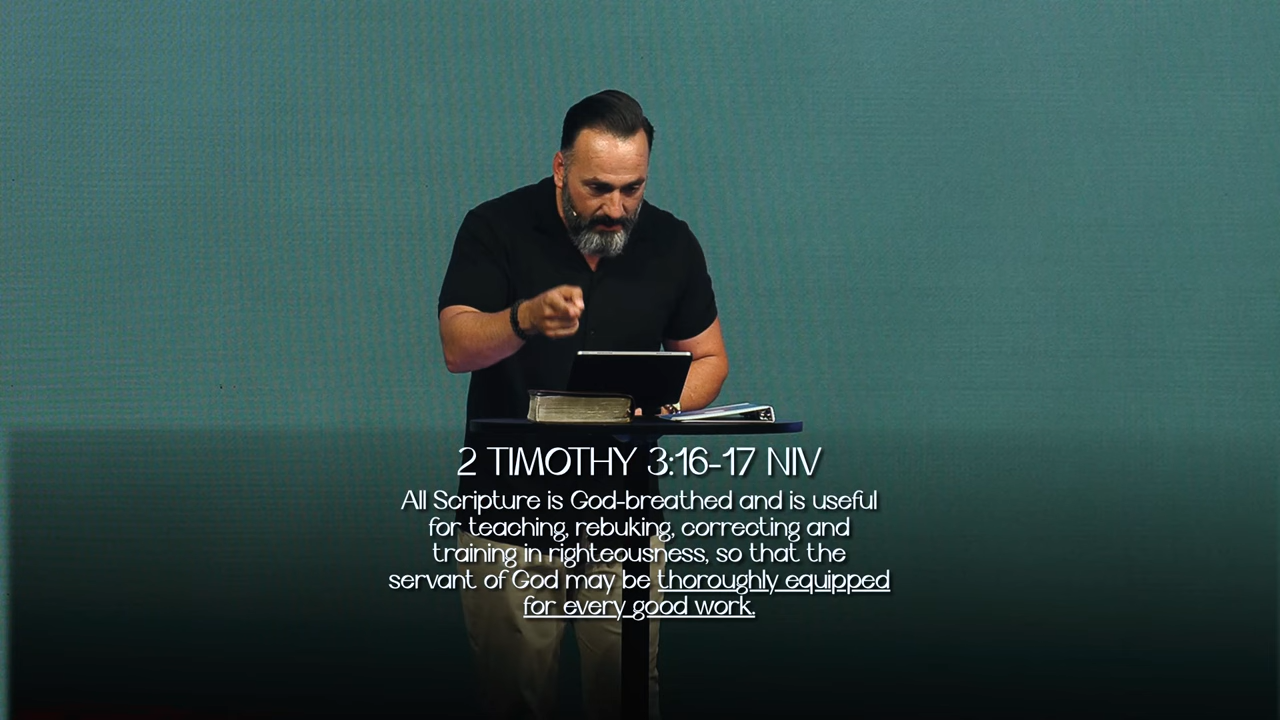 2 TIMOTHY 3:16-17 NIV
All Scripture is God-breathed and is useful
for teaching, rebuking, correcting and
training in righteousness, so that the
servant of God may be thoroughly equipped
for every good work.